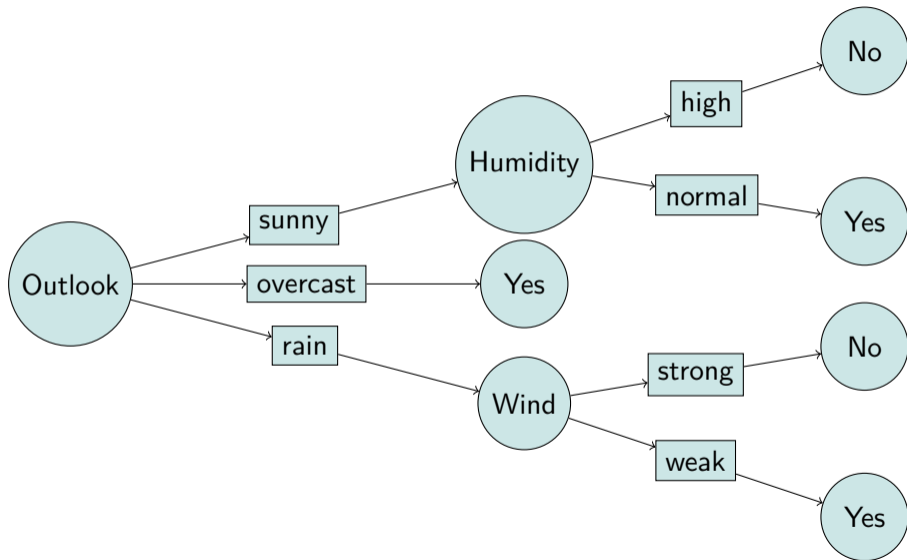 Outlook
sunny
overcast
rain
Humidity
Yes
Wind
high
normal
strong
weak
No
Yes
No
Yes